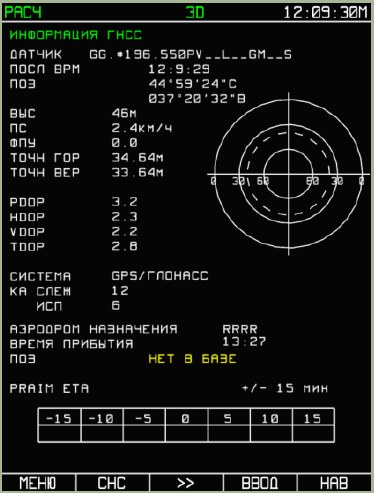 РАСЧ 3D 12:09:30М
ИНФОРМАЦИЯ ГНСС
ДАТЧИК GG.*196.550PV__L__GM__S
ПОСЛ ВРМ 12:9:29
ПОЗ 44°59'24"С
037°20'32"В
ВЫС 46м
ПС 2.4км/ч
ФПУ 0.0
ТОЧН ГОР 34.64м
ТОЧН ВЕР 33.64м
0 30 60 60 30 0
PDOP 3.2
HDOP 2.3
VDOP 2.2
TDOP 2.8
СИСТЕМА GPS/ГЛОНАСС
КА СЛЕЖ 12
ИСП 6
АЭРОДРОМ НАЗНАЧЕНИЯ RRRR
ВРЕМЯ ПРИБЫТИЯ 13:27
ПОЗ НЕТ В БАЗЕ
PRAIM ETA +/- 15 мин
-15 -10 -5 0 5 10 15
МЕНЮ СНС >> ВВОД НАВ